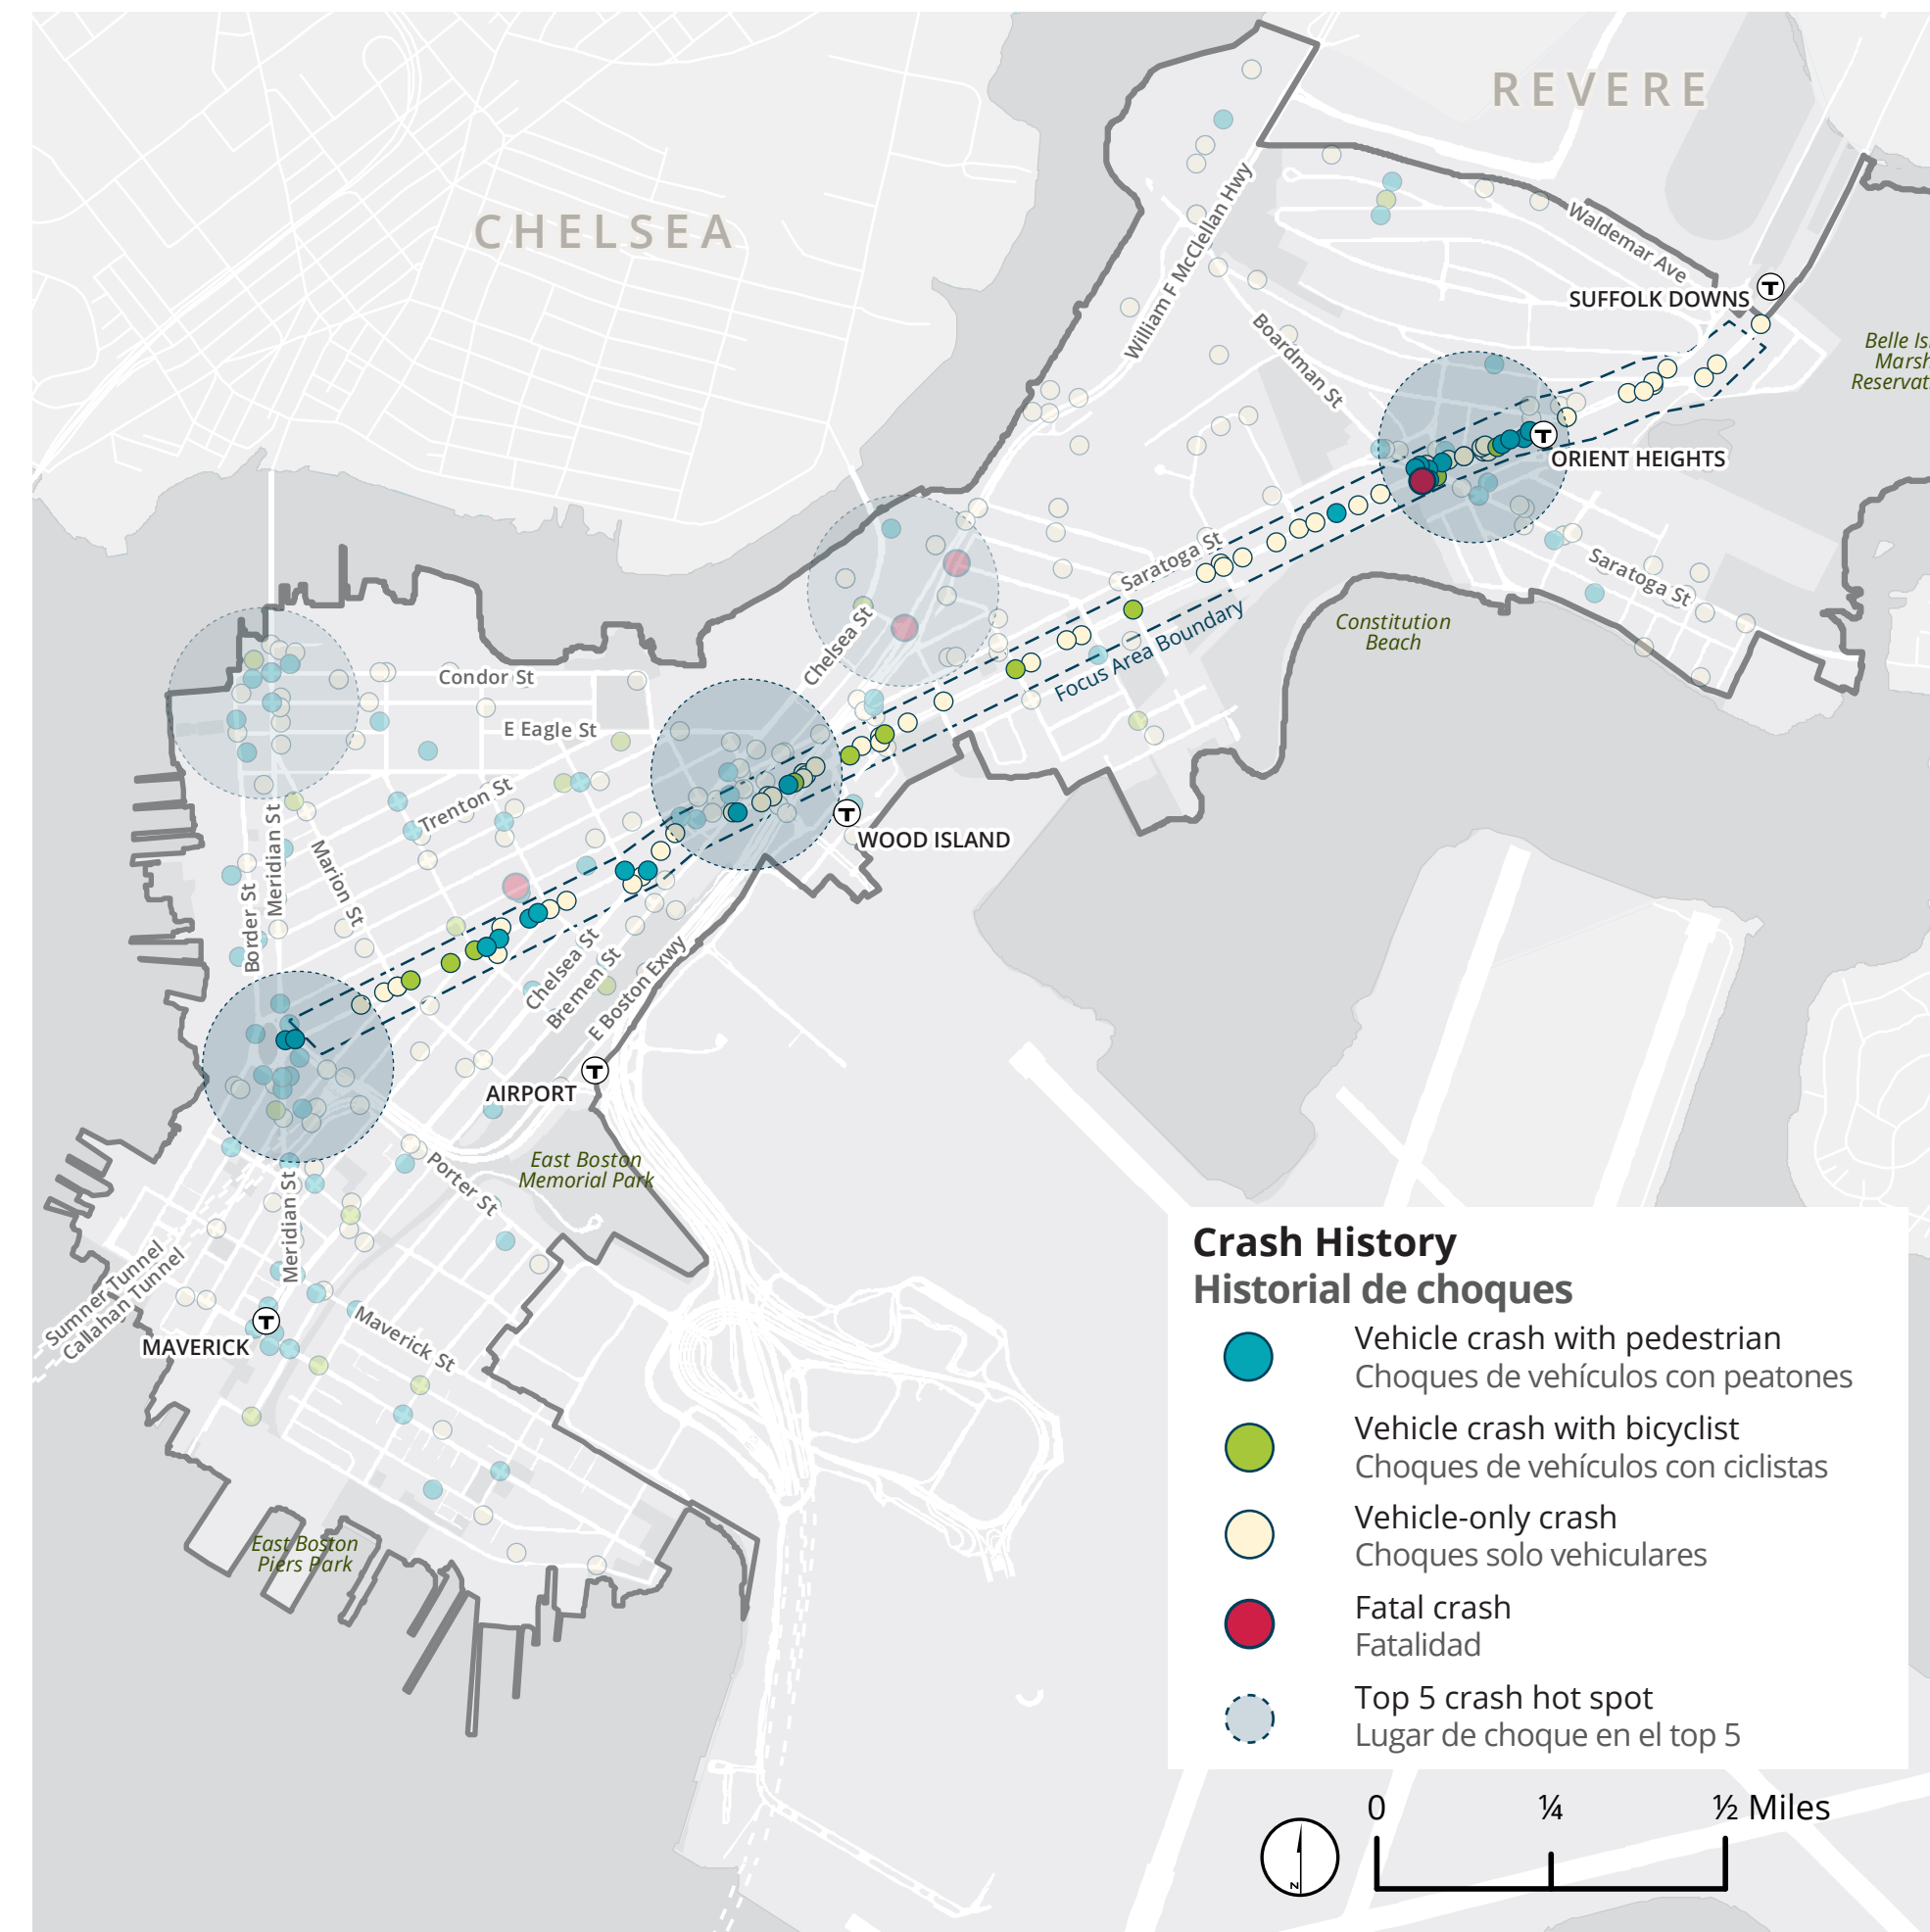 REVERE
CHELSEA
William F McClellan Hwy
Waldemar Ave
SUFFOLK DOWNS
T
Boardman St
Belle Is
Marsh
Reservat
T
ORIENT HEIGHTS
Saratoga St
Saratoga St
Focus Area Boundary
Constitution
Beach
Chelsea St
Condor St
E Eagle St
Trenton St
T
WOOD ISLAND
Meridian St
Marion St
Border St
Chelsea St
Bremen St
E Boston Exwy
T
AIRPORT
East Boston
Memorial Park
Porter St
Meridian St
Sumner Tunnel
Callahan Tunnel
T
MAVERICK
Maverick St
East Boston
Piers Park
Crash History
Historial de choques
Vehicle crash with pedestrian
Choques de vehículos con peatones
Vehicle crash with bicyclist
Choques de vehículos con ciclistas
Vehicle-only crash
Choques solo vehiculares
Fatal crash
Fatalidad
Top 5 crash hot spot
Lugar de choque en el top 5
0 ¼ ½ Miles
N